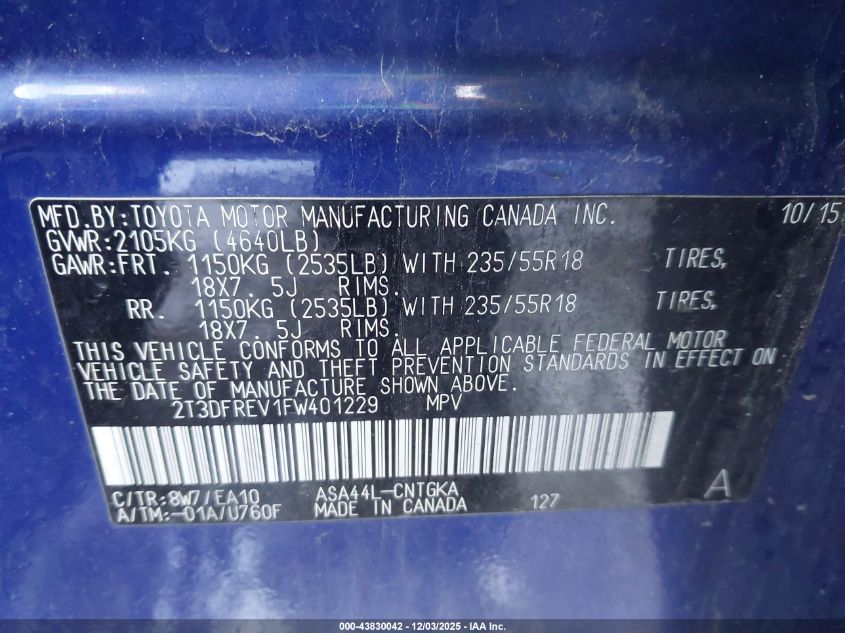 MFD.BY:TOYOTA MOTOR MANUFACTURING CANADA INC. 10/15
GVWR:2105KG (4640LB)
GAWR:FRT. 1150KG (2535LB) WITH 235/55R18 TIRES,
18X7. 5J RIMS.
RR. 1150KG (2535LB) WITH 235/55R18 TIRES,
18X7. 5J RIMS.
THIS VEHICLE CONFORMS TO ALL APPLICABLE FEDERAL MOTOR
VEHICLE SAFETY AND THEFT PREVENTION STANDARDS IN EFFECT ON
THE DATE OF MANUFACTURE SHOWN ABOVE.
2T3DFREV1FW401229 MPV
C/TR:8W7/EA10 ASA44L-CNTGKA A
A/TM:-01A/U760F MADE IN CANADA 127
000-43830042 - 12/03/2025 - IAA Inc.